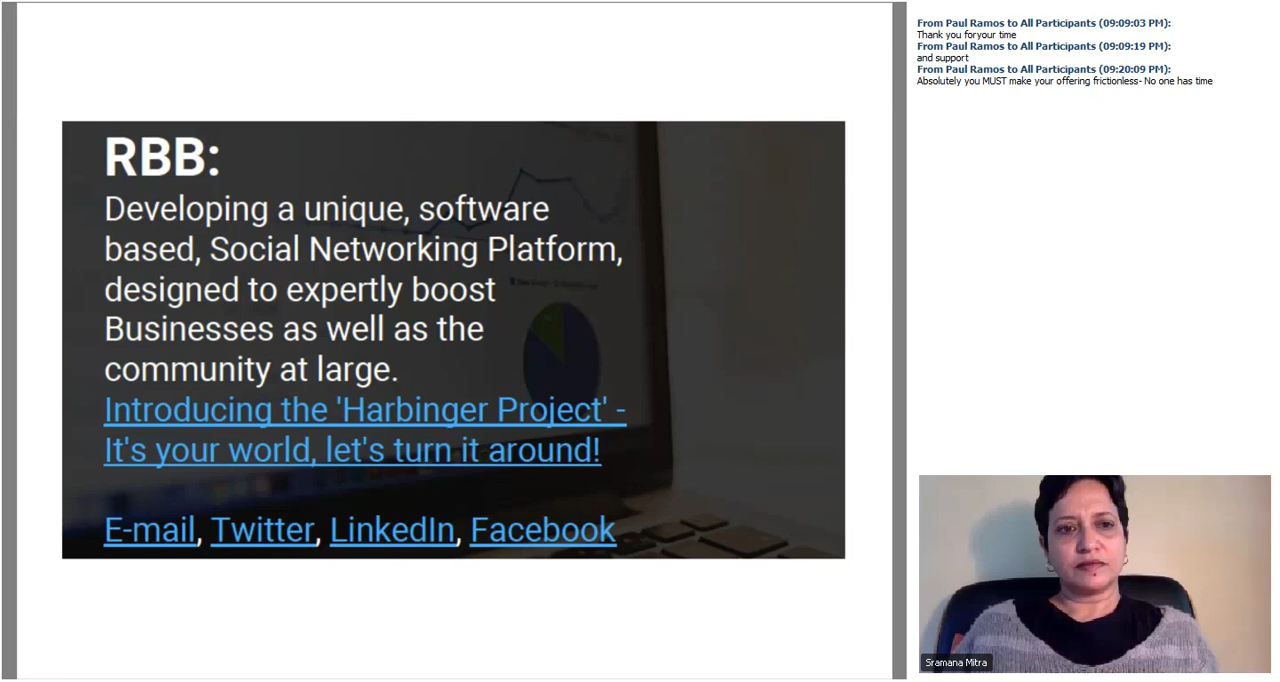 RBB:
Developing a unique, software
based, Social Networking Platform,
designed to expertly boost
Businesses as well as the
community at large.
Introducing the 'Harbinger Project' -
It's your world, let's turn it around!
E-mail, Twitter, LinkedIn, Facebook
From Paul Ramos to All Participants (09:09:03 PM):
Thank you foryour time
From Paul Ramos to All Participants (09:09:19 PM):
and support
From Paul Ramos to All Participants (09:20:09 PM):
Absolutely you MUST make your offering frictionless- No one has time
Sramana Mitra